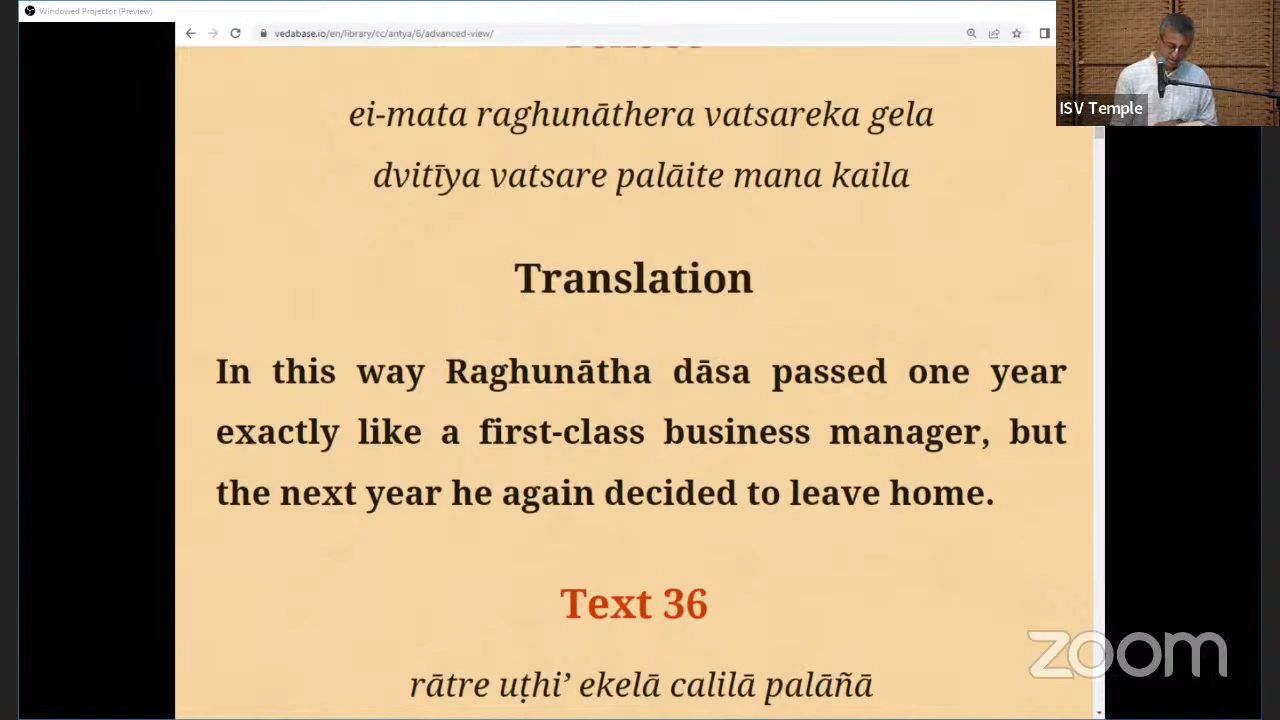 Windowed Projector (Preview)
vedabase.io/en/library/cc/antya/6/advanced-view/
ei-mata raghunāthera vatsareka gela
dvitīya vatsare palāite mana kaila
Translation
In this way Raghunātha dāsa passed one year
exactly like a first-class business manager, but
the next year he again decided to leave home.
Text 36
rātre uṭhi’ ekelā calilā palāñā
ISV Temple
zoom